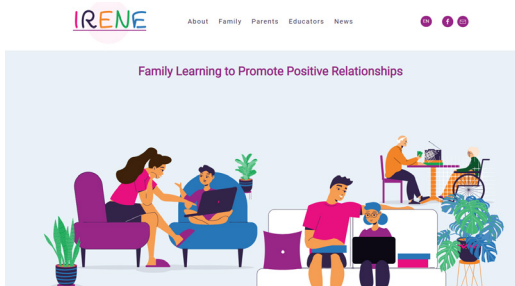 IRENE
About Family Parents Educators News EN
Family Learning to Promote Positive Relationships